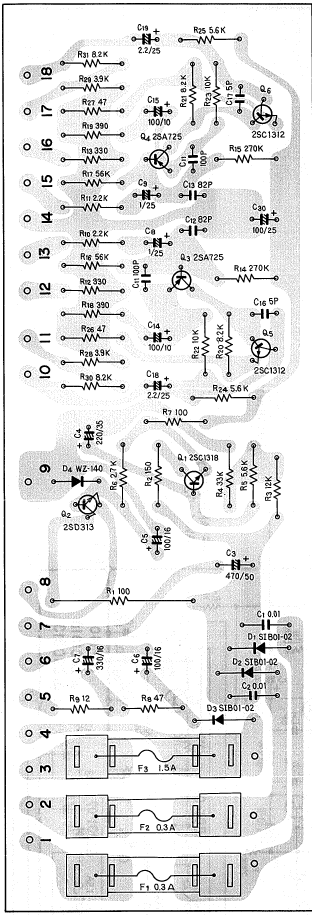 C19
2.2/25
R25 5.6K
R31 8.2K
18
R29 3.9K
R21 8.2K
R23 10K
C17 5P
Q6
2SC1312
R27 47
17
C15
100/10
R19 390
Q4 2SA725
16
R13 330
C11
100P
R15 270K
R17 56K
15
C9
1/25
C13 82P
R11 2.2K
14
C30
100/25
C12 82P
R10 2.2K
C8
1/25
13
R16 56K
Q3 2SA725
C11 100P
R14 270K
R12 330
12
R18 390
C16 5P
R26 47
C14
100/10
11
R22 10K
R20 8.2K
Q5
2SC1312
R28 3.9K
10
R30 8.2K
C18
2.2/25
R24 5.6K
R7 100
C4
220/35
9
D4 WZ-140
Q2
2SD313
R6 2.7K
R2 150
Q1 2SC1318
R4 33K
R5 5.6K
R3 12K
C5
100/16
C3
470/50
8
R1 100
7
C1 0.01
D1 SIB01-02
6
C7
330/16
C6
100/16
D2 SIB01-02
C2 0.01
5
R9 12
R8 47
D3 SIB01-02
4
3
F3 1.5A
2
F2 0.3A
1
F1 0.3A